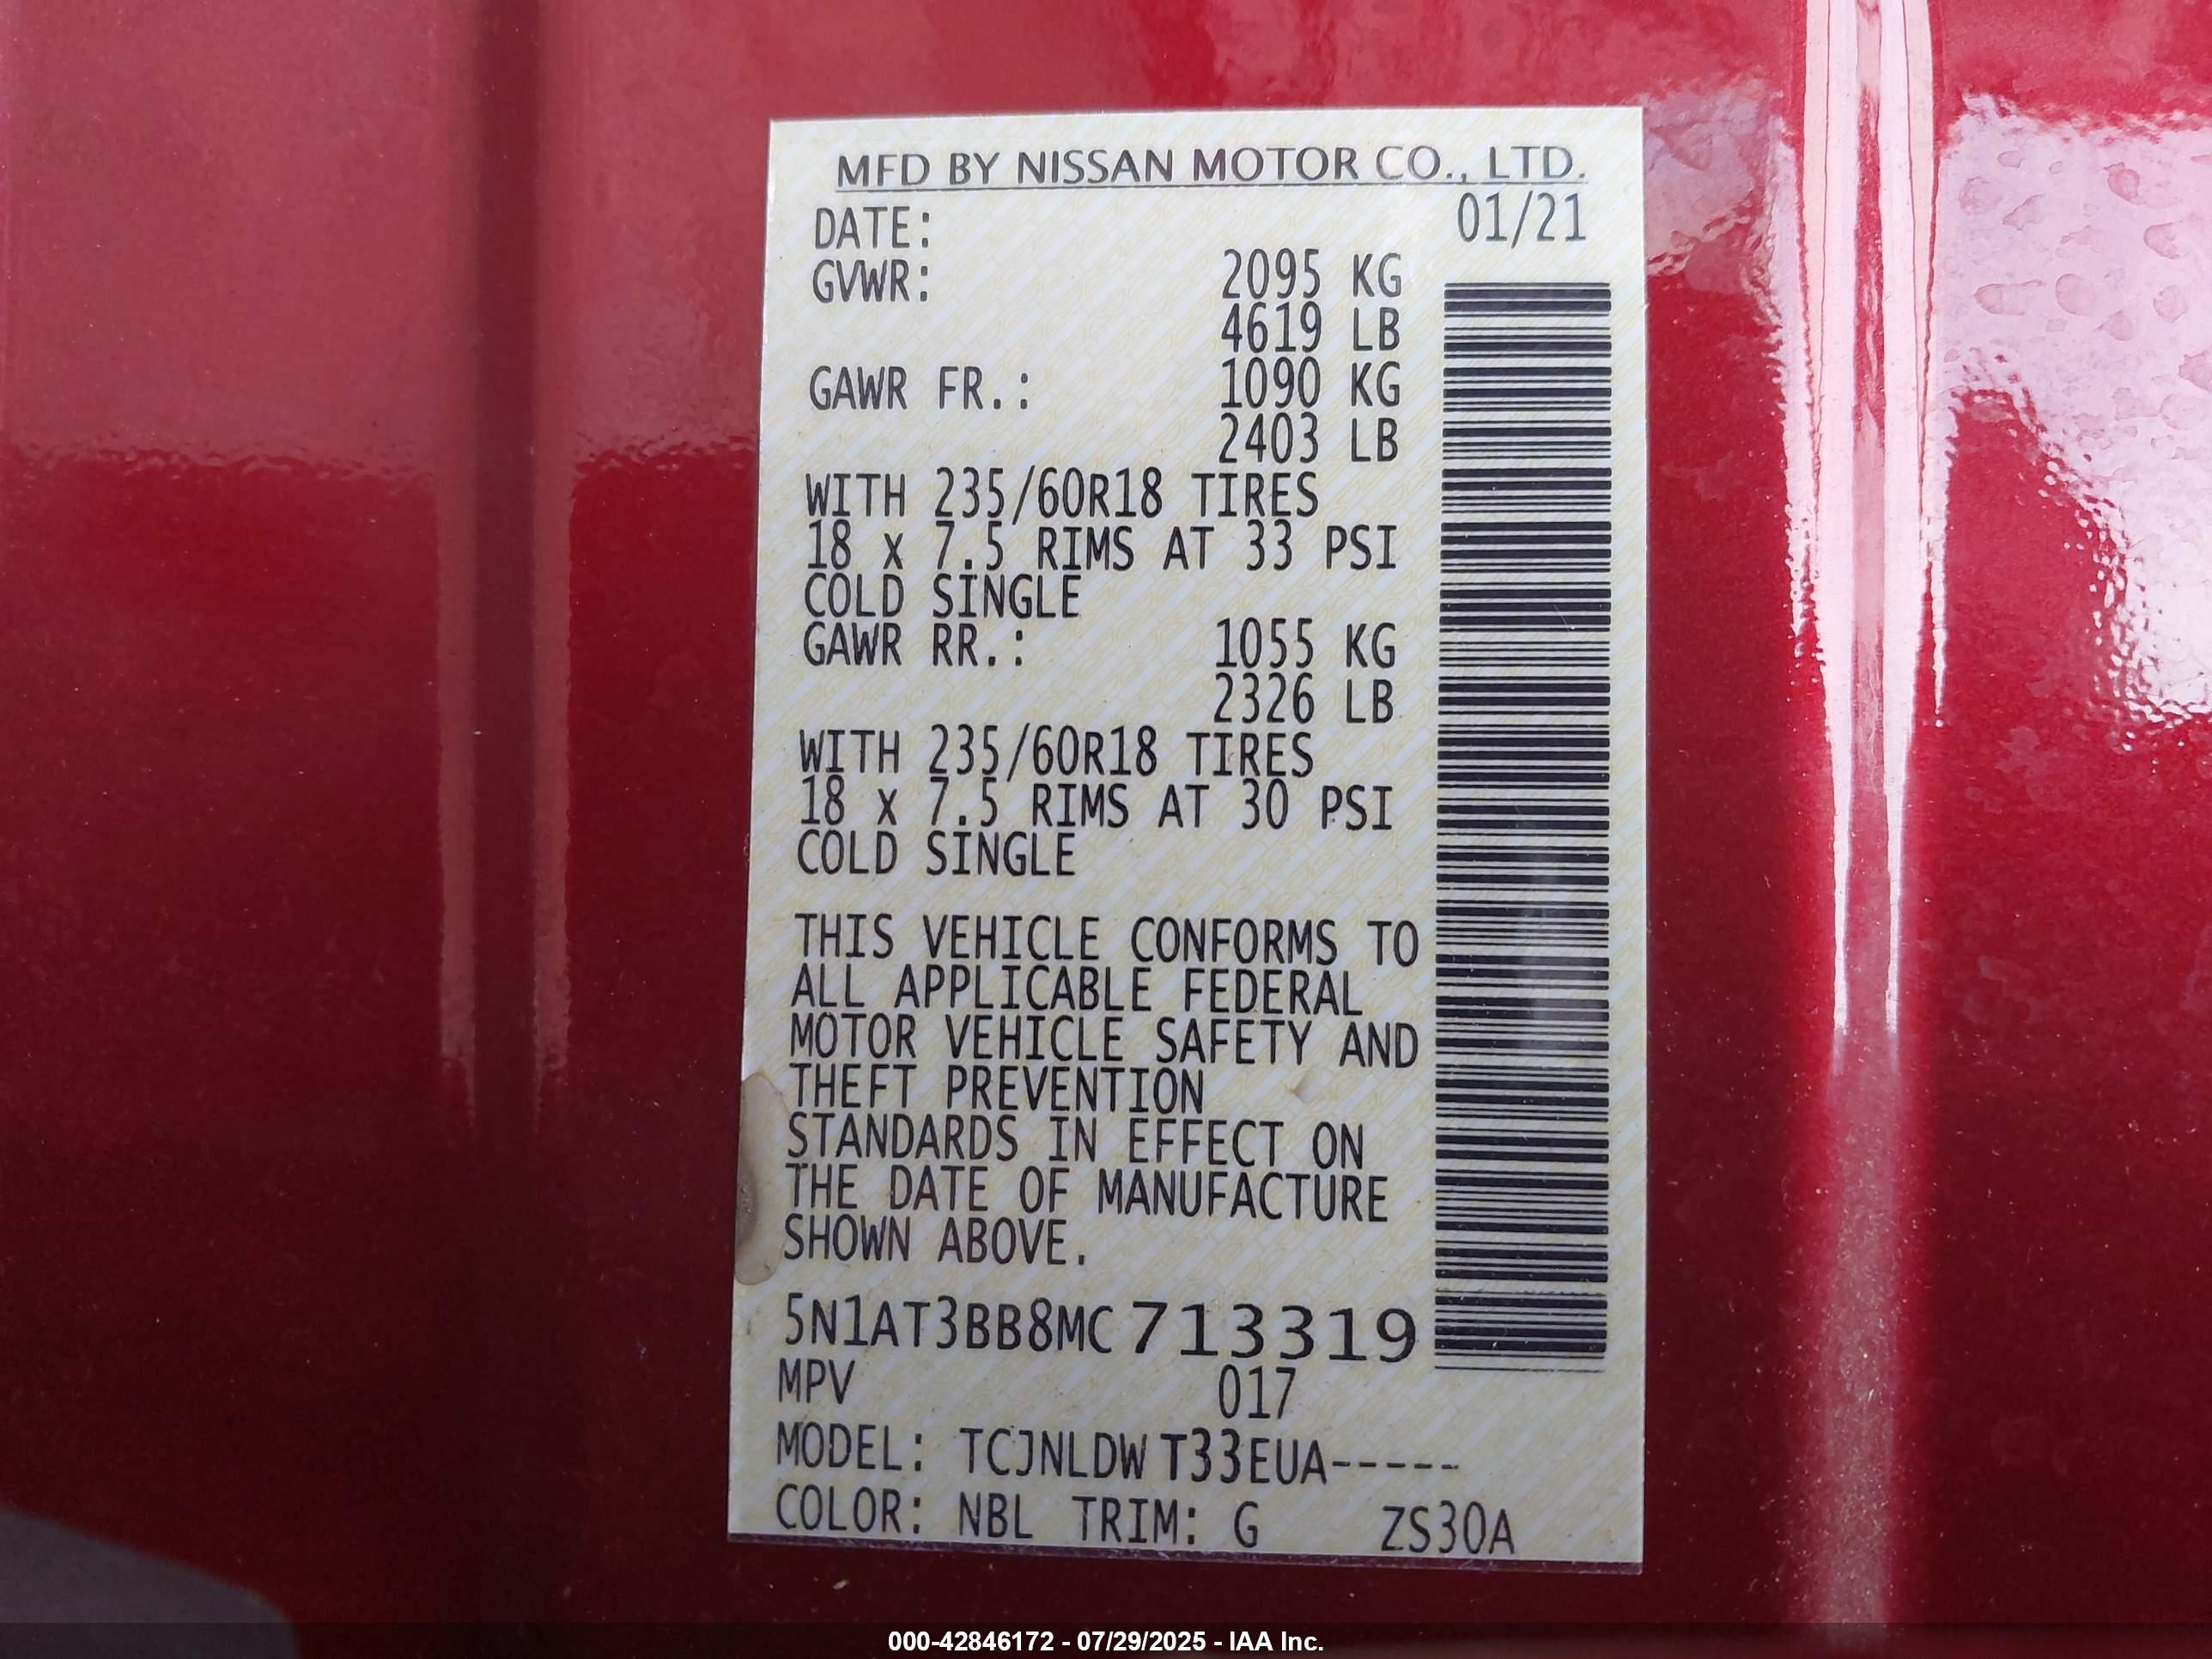 MFD BY NISSAN MOTOR CO., LTD.
DATE: 01/21
GVWR: 2095 KG
4619 LB
GAWR FR.: 1090 KG
2403 LB
WITH 235/60R18 TIRES
18 x 7.5 RIMS AT 33 PSI
COLD SINGLE
GAWR RR.: 1055 KG
2326 LB
WITH 235/60R18 TIRES
18 x 7.5 RIMS AT 30 PSI
COLD SINGLE
THIS VEHICLE CONFORMS TO
ALL APPLICABLE FEDERAL
MOTOR VEHICLE SAFETY AND
THEFT PREVENTION
STANDARDS IN EFFECT ON
THE DATE OF MANUFACTURE
SHOWN ABOVE.
5N1AT3BB8MC713319
MPV 017
MODEL: TCJNLDWT33EUA-----
COLOR: NBL TRIM: G ZS30A
000-42846172 - 07/29/2025 - IAA Inc.